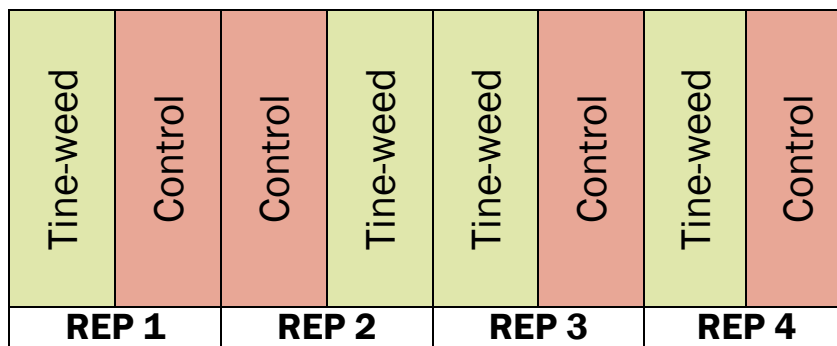 Tine-weed
Control
Control
Tine-weed
Tine-weed
Control
Tine-weed
Control
REP 1
REP 2
REP 3
REP 4